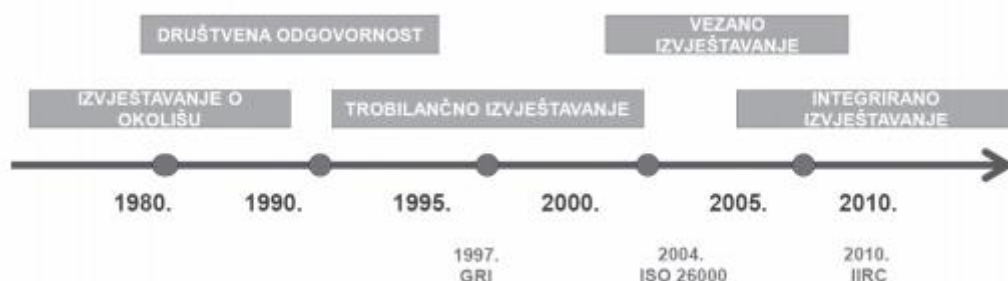 DRUŠTVENA ODGOVORNOST
VEZANO
IZVJEŠTAVANJE
IZVJEŠTAVANJE O
OKOLIŠU
TROBILANČNO IZVJEŠTAVANJE
INTEGRIRANO
IZVJEŠTAVANJE
1980. 1990. 1995. 2000. 2005. 2010.
1997.
GRI
2004.
ISO 26000
2010.
IIRC